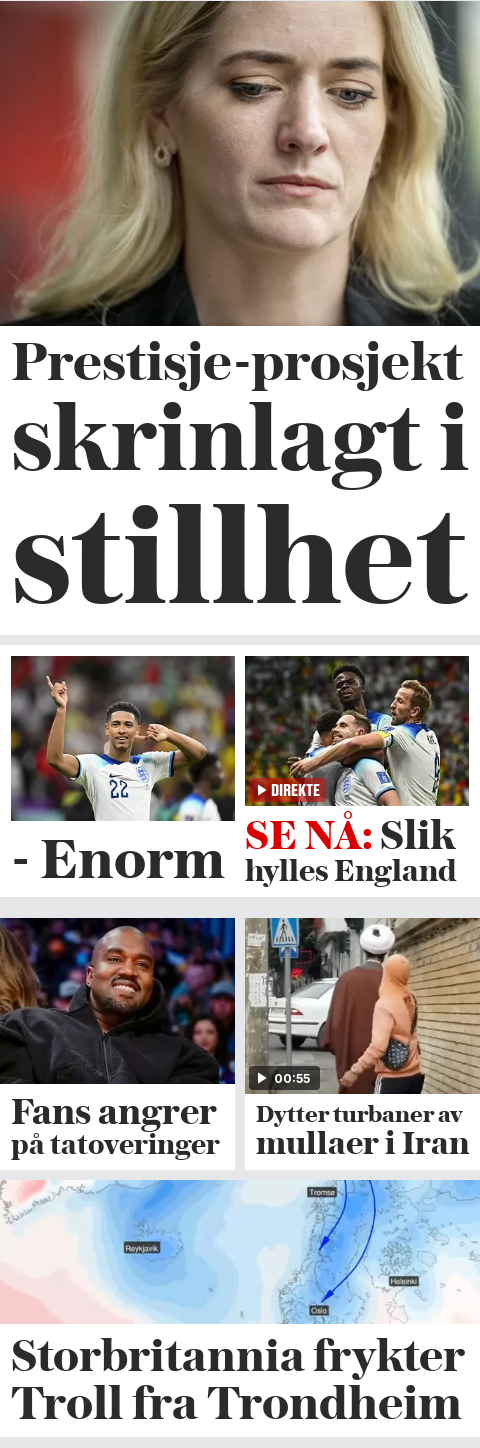 Prestisje-prosjekt
skrinlagt i
stillhet
22
DIREKTE
- Enorm
SE NÅ: Slik
hylles England
00:55
Fans angrer
på tatoveringer
Dytter turbaner av
mullaer i Iran
Tromsø
Reykjavik
Helsinki
Oslo
Storbritannia frykter
Troll fra Trondheim